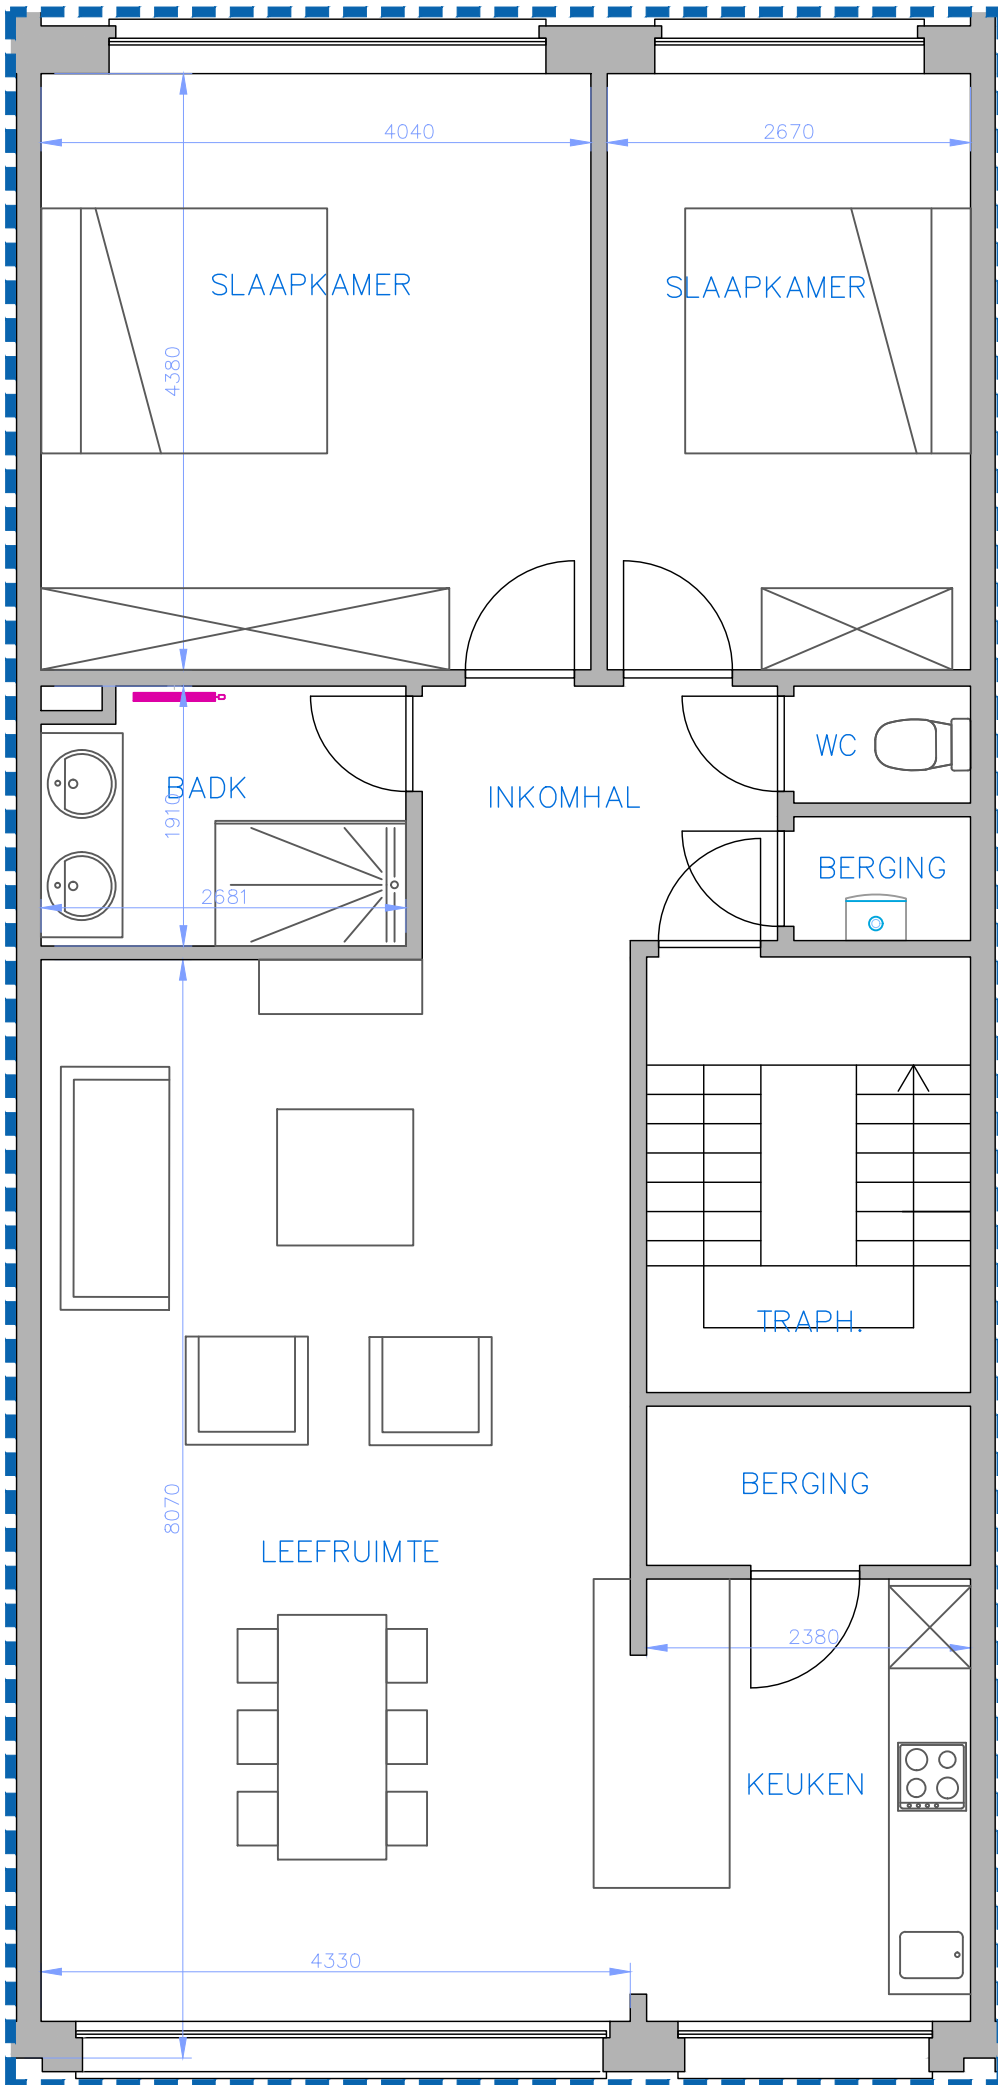 4040
2670
SLAAPKAMER
SLAAPKAMER
4380
WC
BADK
INKOMHAL
1910
BERGING
2681
TRAPH.
BERGING
8070
LEEFRUIMTE
2380
KEUKEN
4330